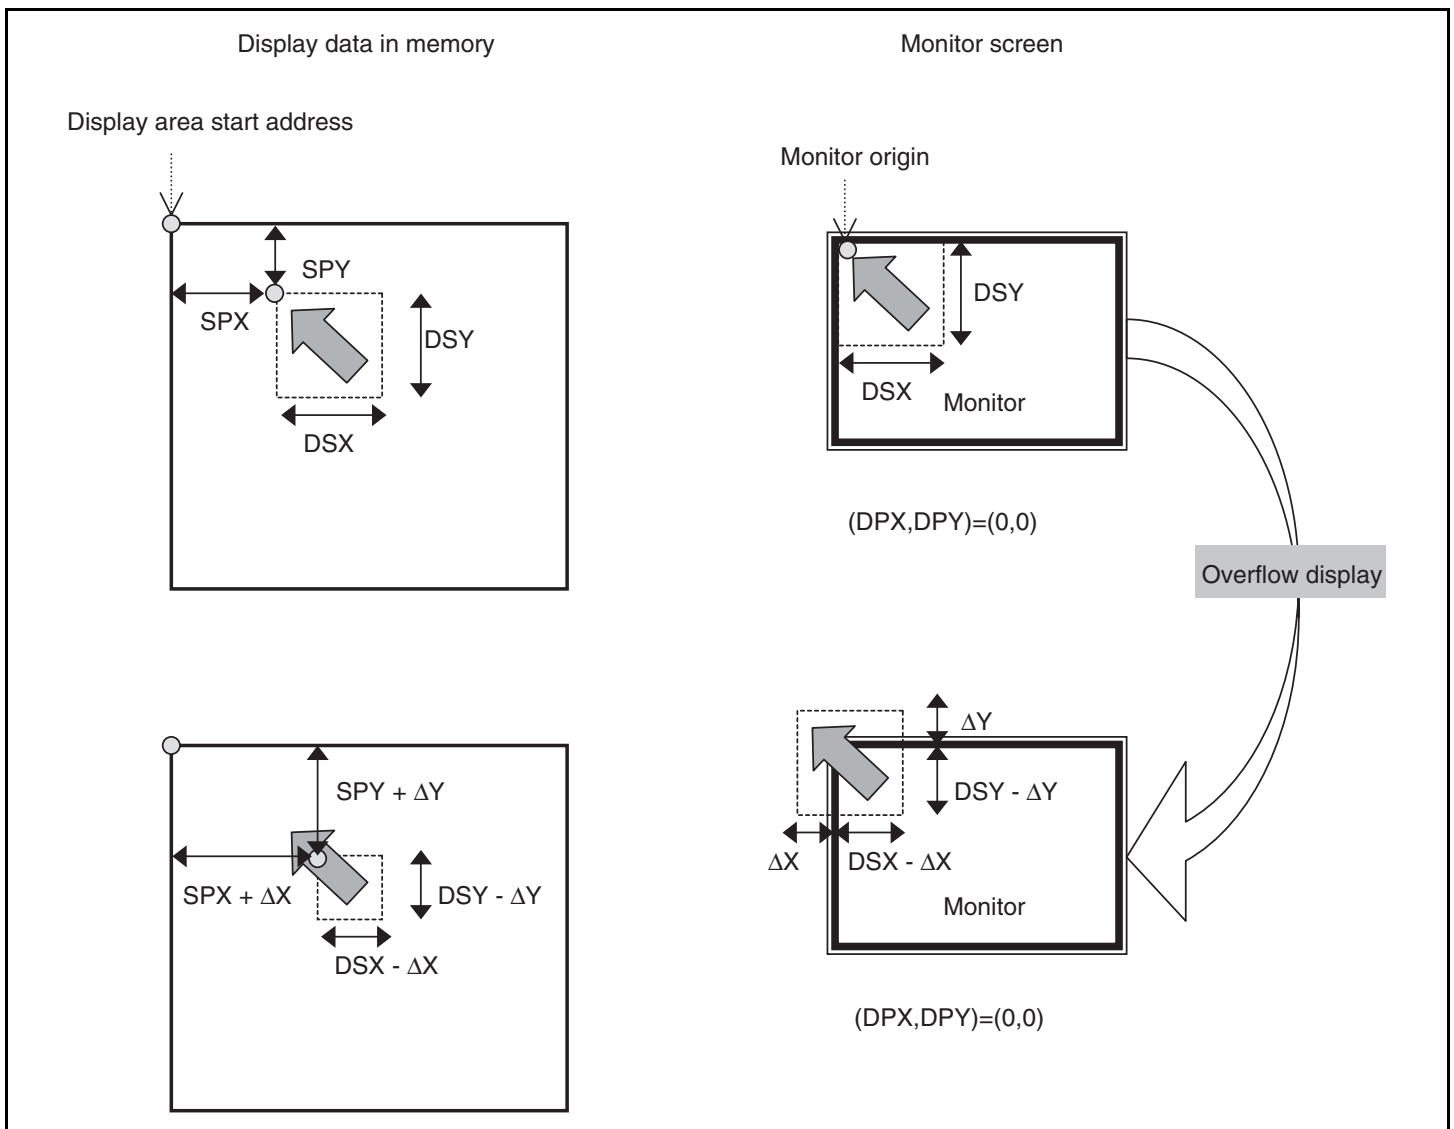 Display data in memory
Monitor screen
Display area start address
Monitor origin
SPY
SPX
DSY
DSX
DSY
DSX
Monitor
(DPX,DPY)=(0,0)
Overflow display
SPY + ΔY
SPX + ΔX
DSY - ΔY
DSX - ΔX
ΔY
DSY - ΔY
ΔX
DSX - ΔX
Monitor
(DPX,DPY)=(0,0)